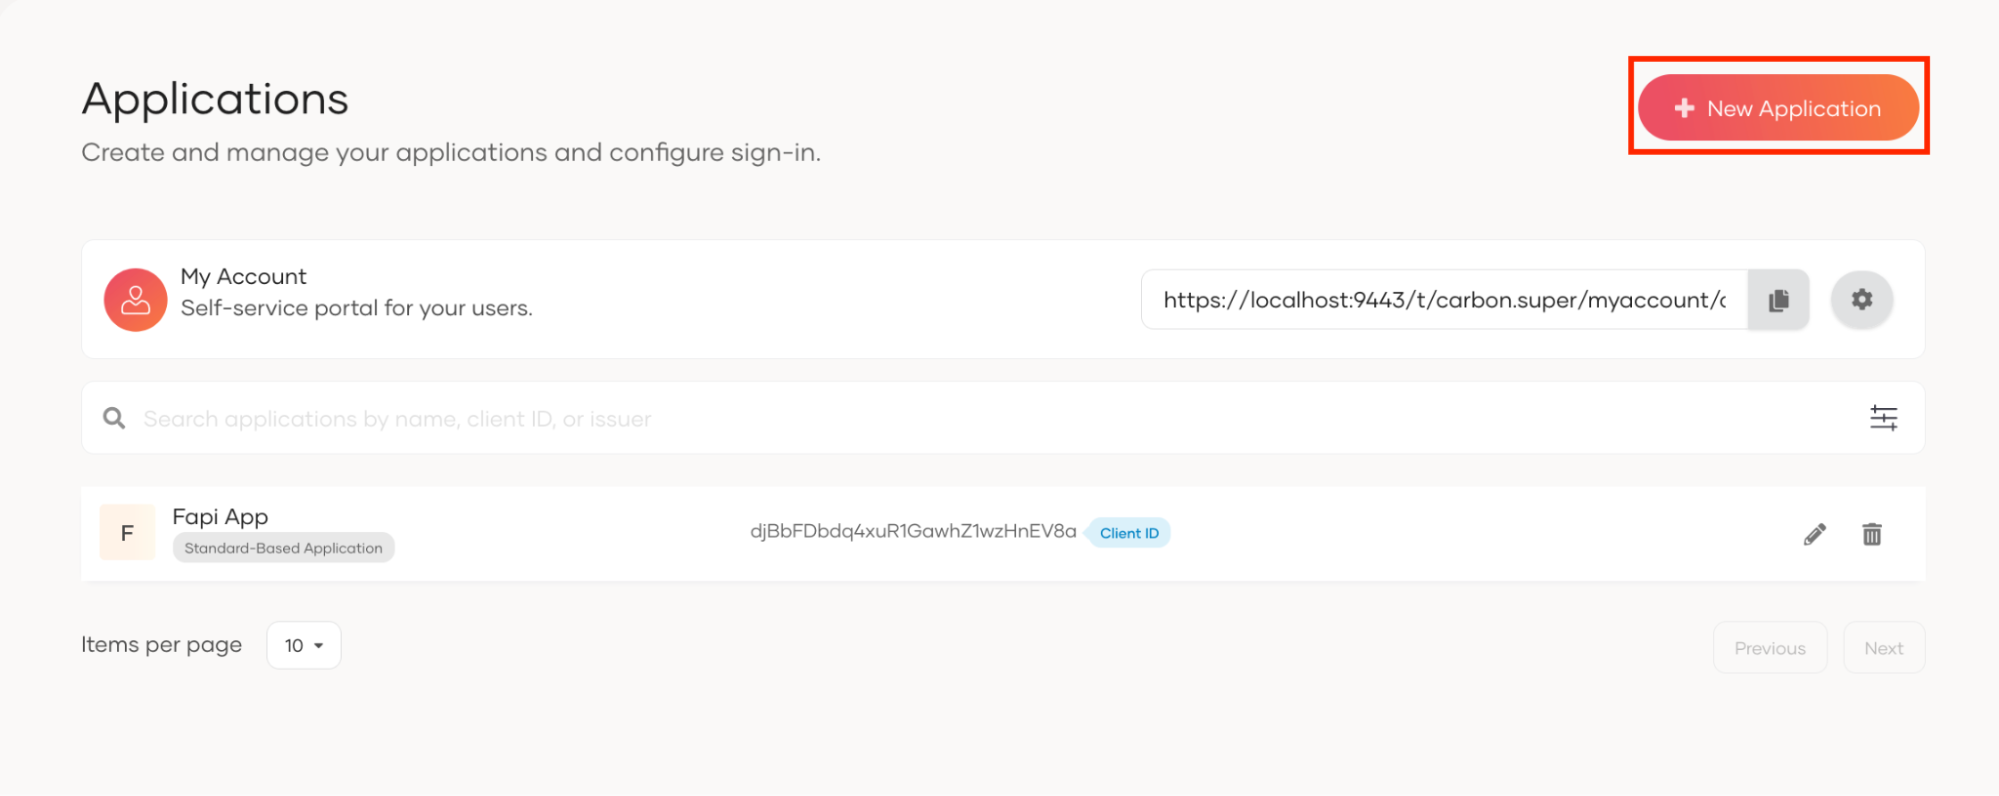 Applications
+ New Application
Create and manage your applications and configure sign-in.
My Account
Self-service portal for your users.
https://localhost:9443/t/carbon.super/myaccount/
Search applications by name, client ID, or issuer
F
Fapi App
Standard-Based Application
djBbFDbdq4xuR1GawhZ1wzHnEV8a
Client ID
Items per page
10
Previous
Next